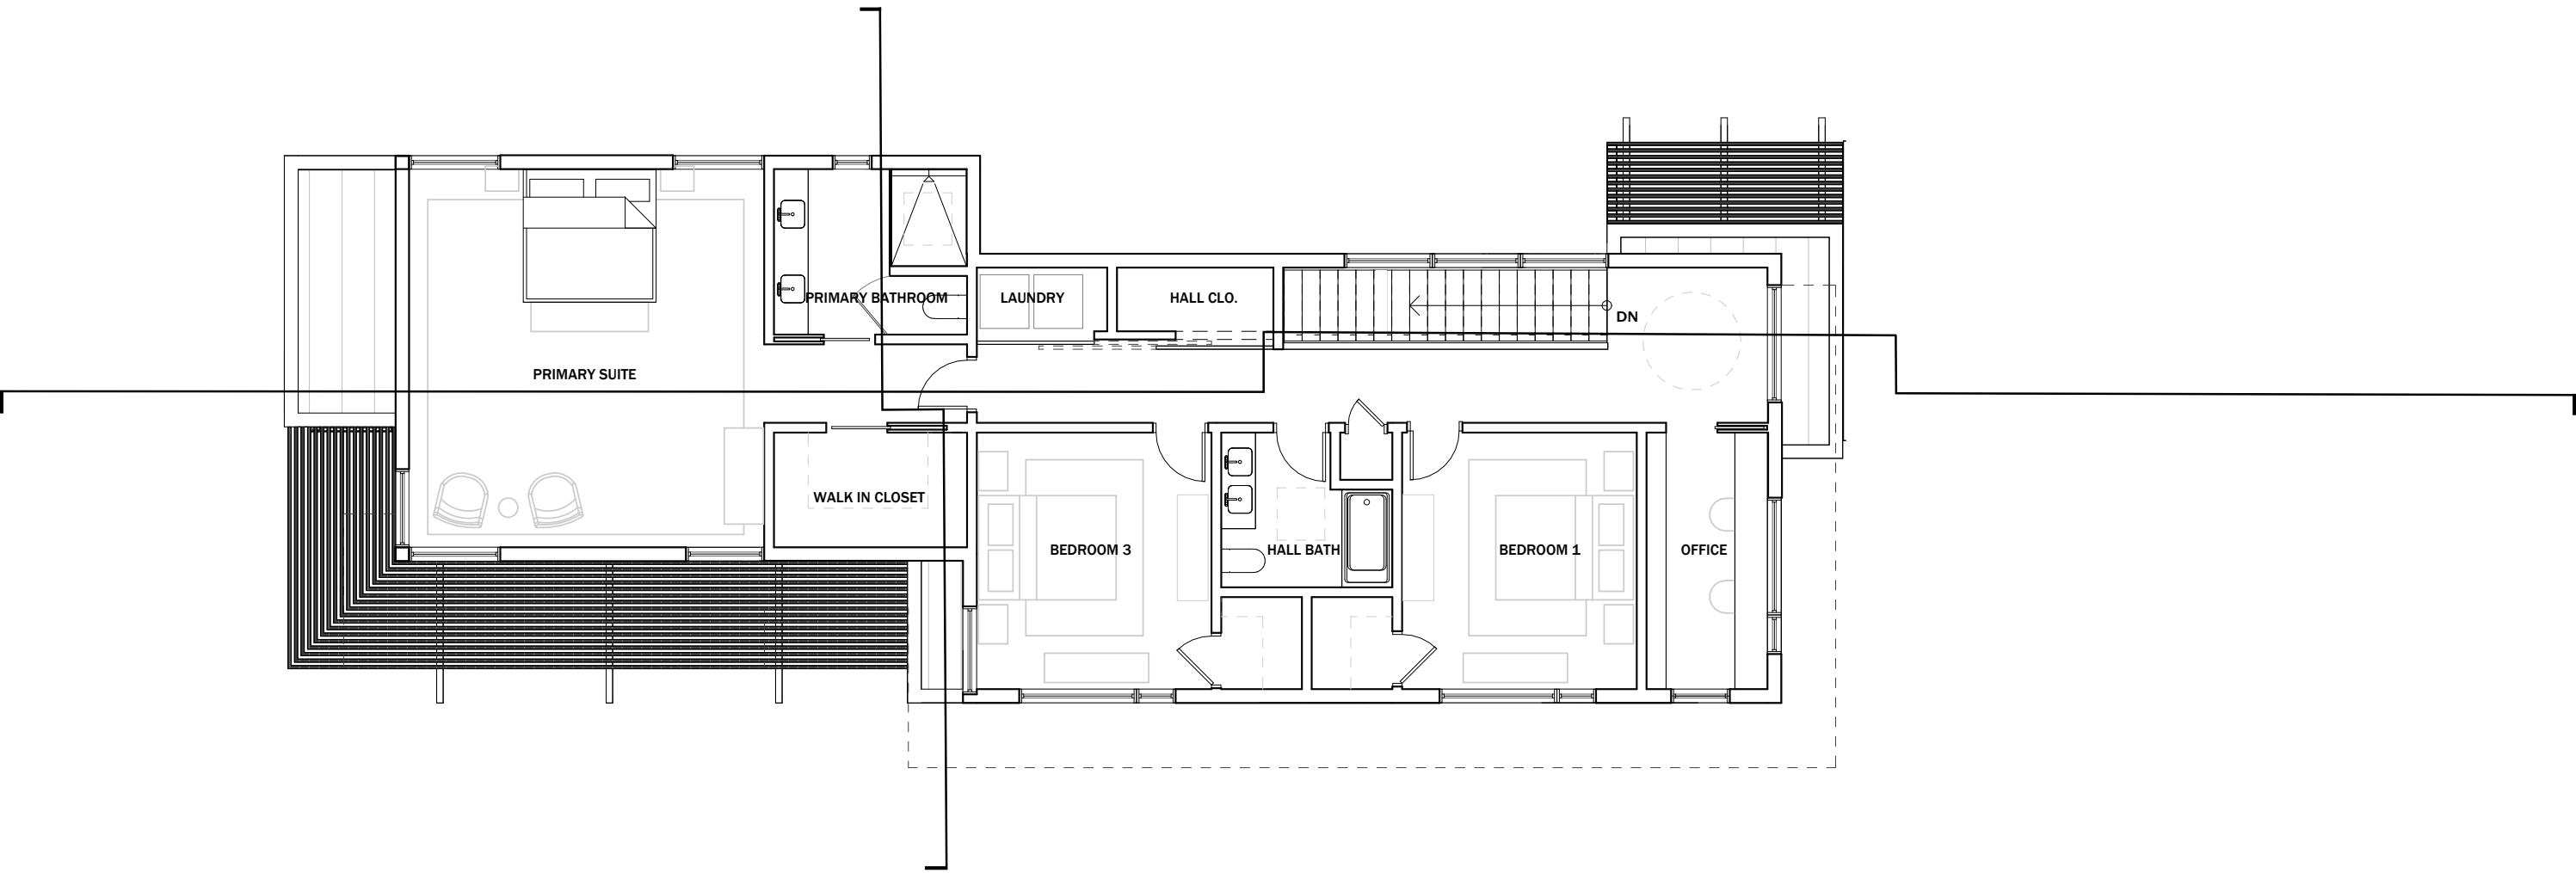 PRIMARY BATHROOM
LAUNDRY
HALL CLO.
DN
PRIMARY SUITE
WALK IN CLOSET
BEDROOM 3
HALL BATH
BEDROOM 1
OFFICE